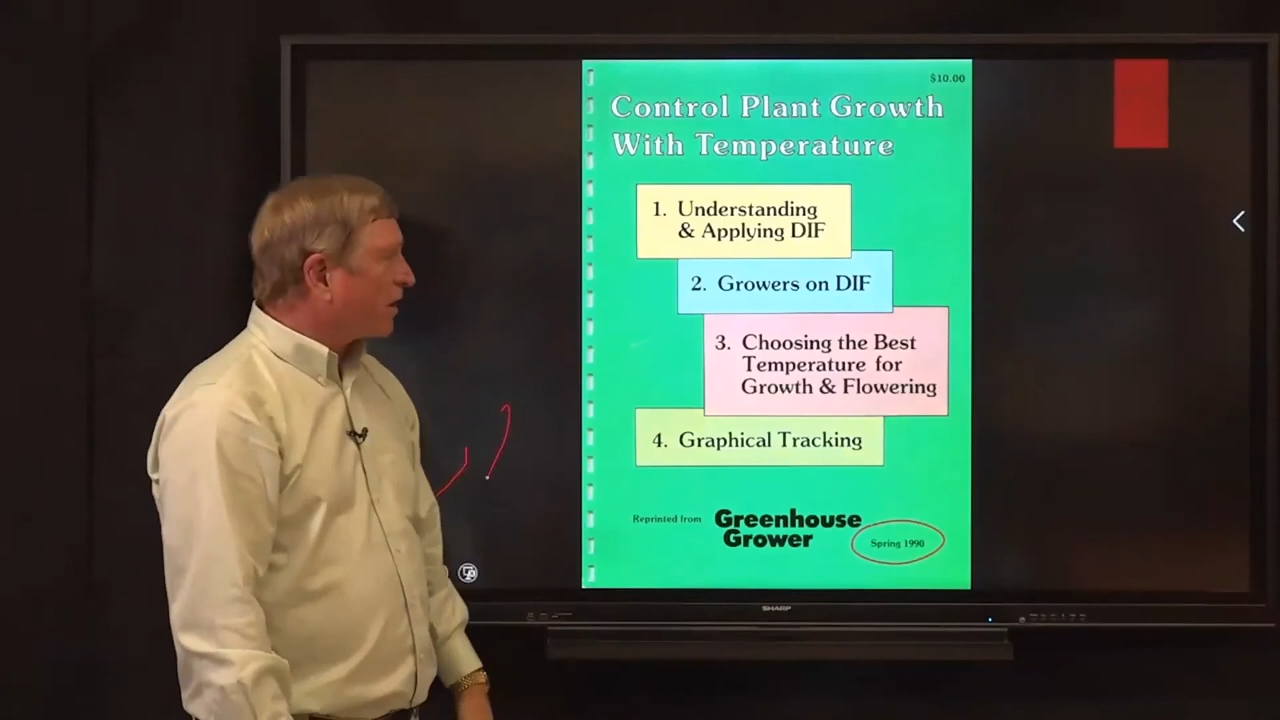 $10.00
Control Plant Growth
With Temperature
1. Understanding
& Applying DIF
2. Growers on DIF
3. Choosing the Best
Temperature for
Growth & Flowering
4. Graphical Tracking
Reprinted from Greenhouse
Grower
Spring 1990
SHARP